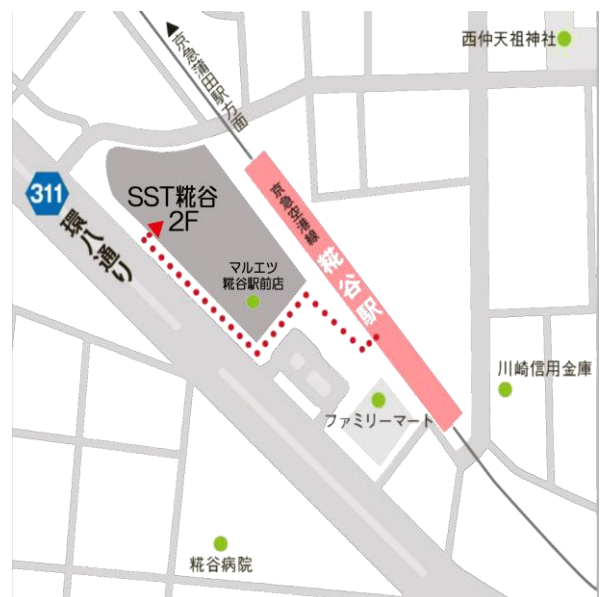 西仲天祖神社
▲京急蒲田駅方面
311
環八通り
SST糀谷
2F
マルエツ
糀谷駅前店
京急空港線
糀谷駅
川崎信用金庫
ファミリーマート
糀谷病院